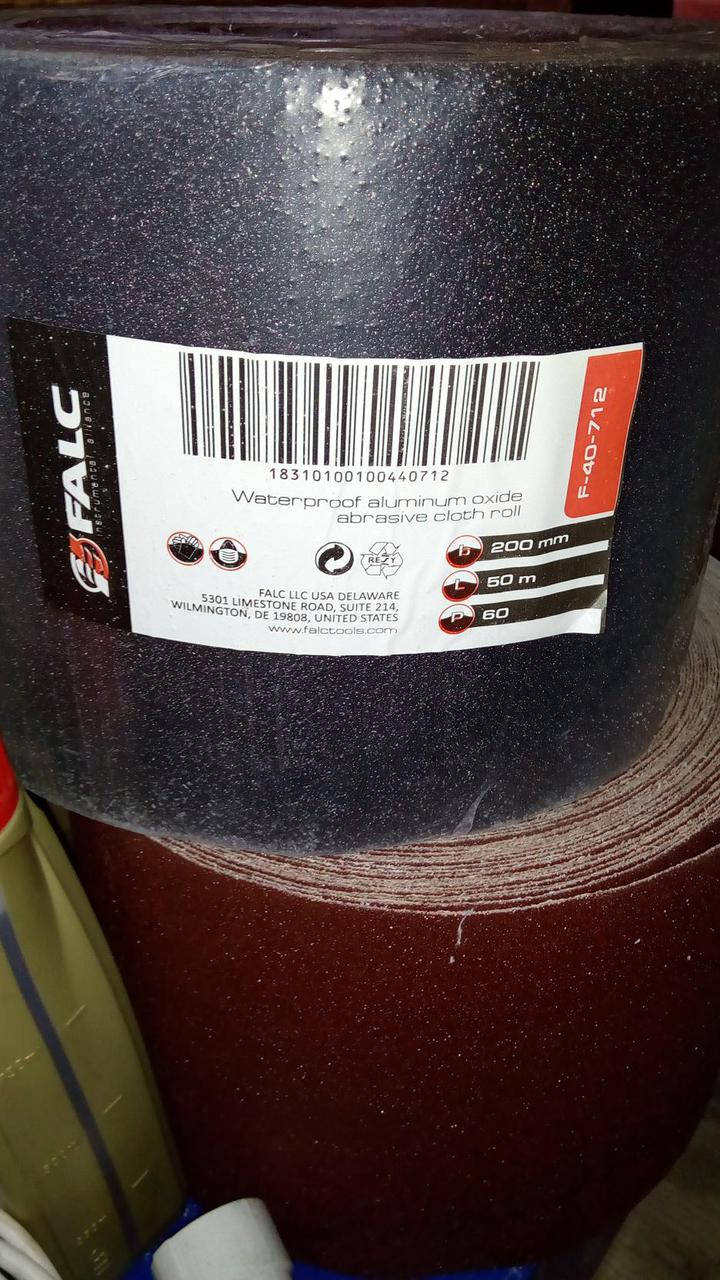 FALC
instrumental alliance
18310100100440712
F-40-712
Waterproof aluminum oxide
abrasive cloth roll
REZY
b 200 mm
L 50 m
P 60
FALC LLC USA DELAWARE
5301 LIMESTONE ROAD, SUITE 214,
WILMINGTON, DE 19808, UNITED STATES
www.falctools.com